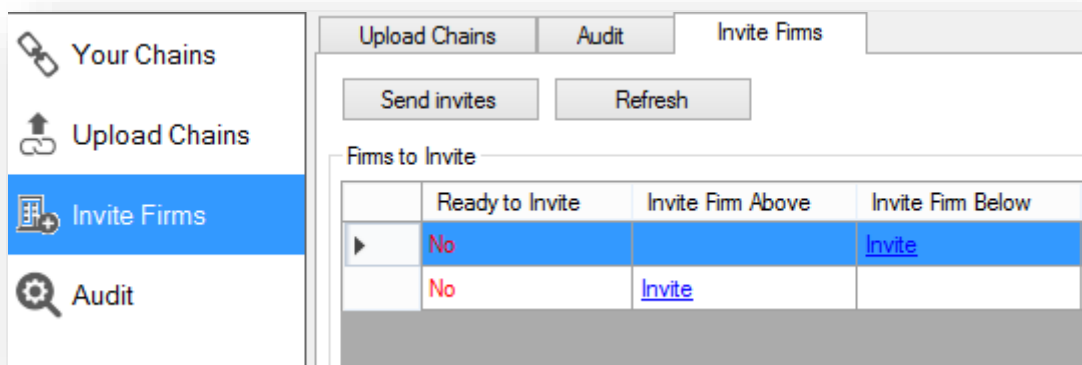 Your Chains
Upload Chains
Invite Firms
Audit
Upload Chains Audit Invite Firms
Send invites Refresh
Firms to Invite
Ready to Invite Invite Firm Above Invite Firm Below
No Invite
No Invite